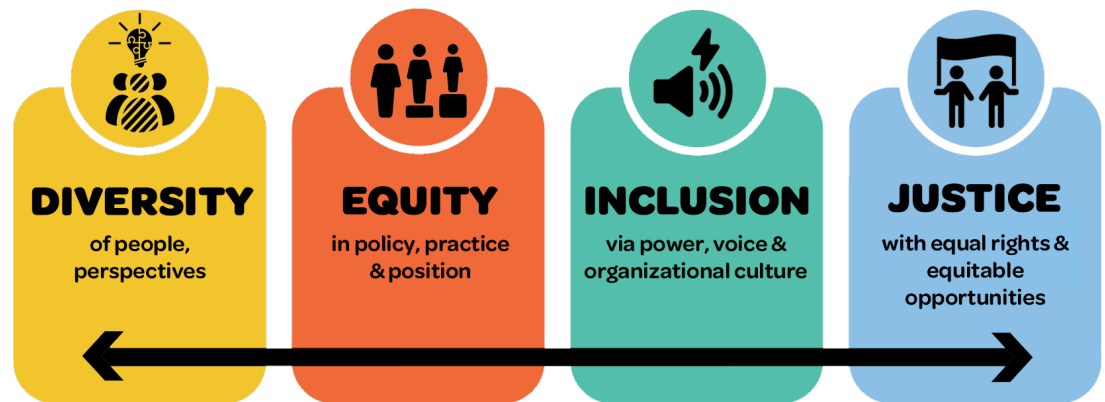 DIVERSITY
of people,
perspectives
EQUITY
in policy, practice
& position
INCLUSION
via power, voice &
organizational culture
JUSTICE
with equal rights &
equitable
opportunities